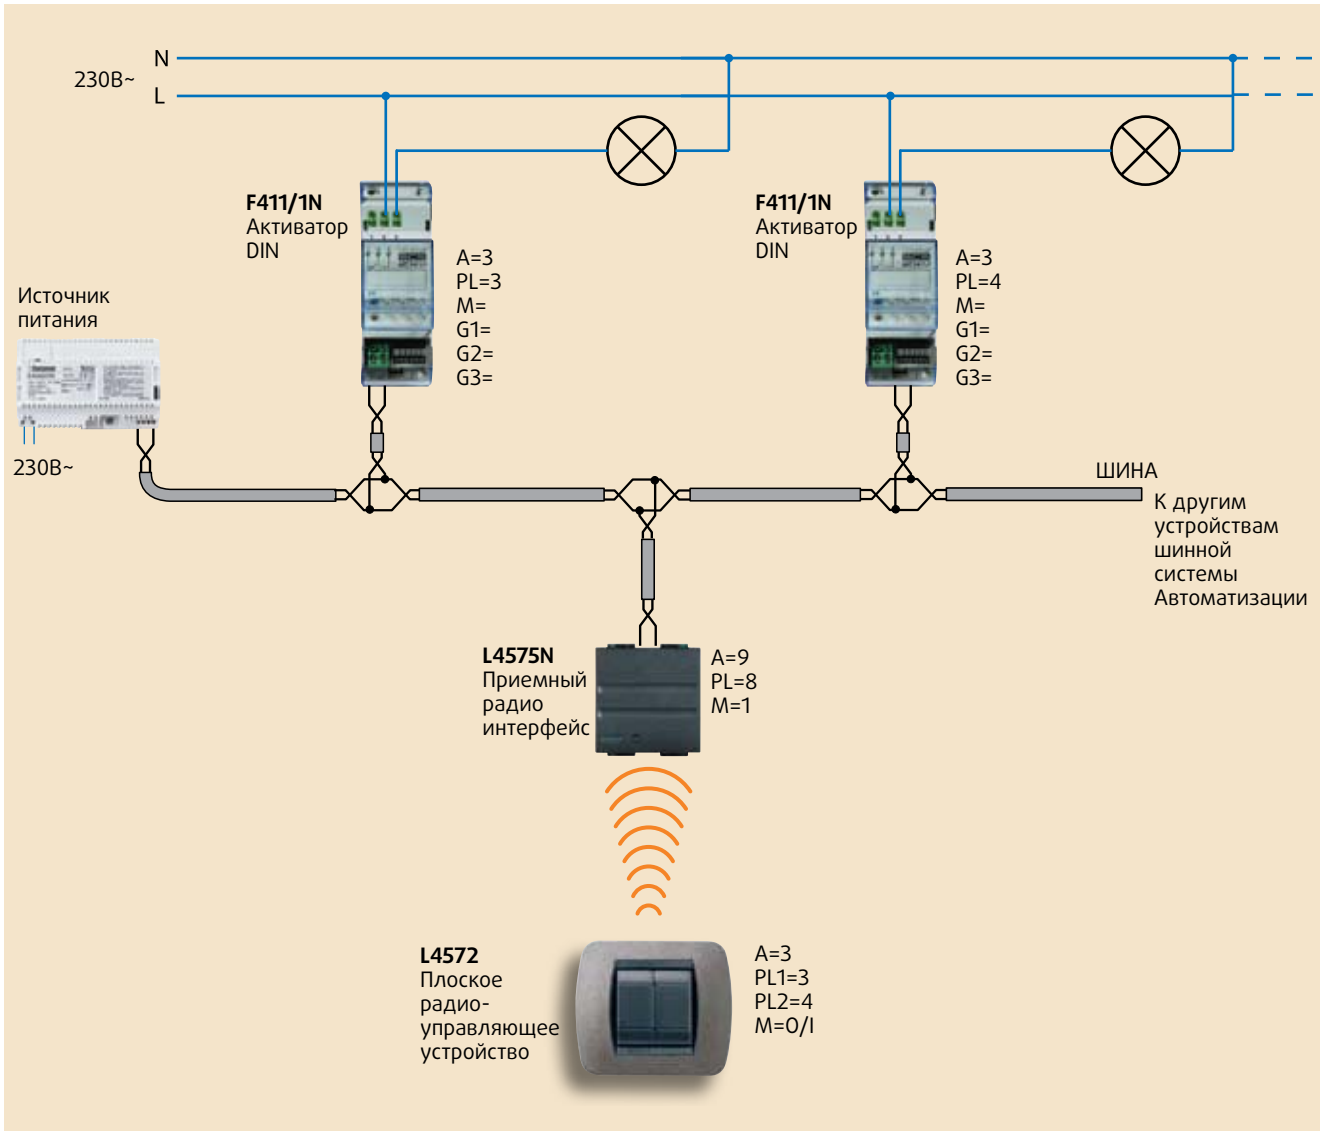 N
230В~
L
F411/1N
Активатор
DIN
A=3
PL=3
M=
G1=
G2=
G3=
F411/1N
Активатор
DIN
A=3
PL=4
M=
G1=
G2=
G3=
Источник
питания
230В~
ШИНА
К другим
устройствам
шинной
системы
Автоматизации
L4575N
Приемный
радио
интерфейс
A=9
PL=8
M=1
L4572
Плоское
радио-
управляющее
устройство
A=3
PL1=3
PL2=4
M=O/I